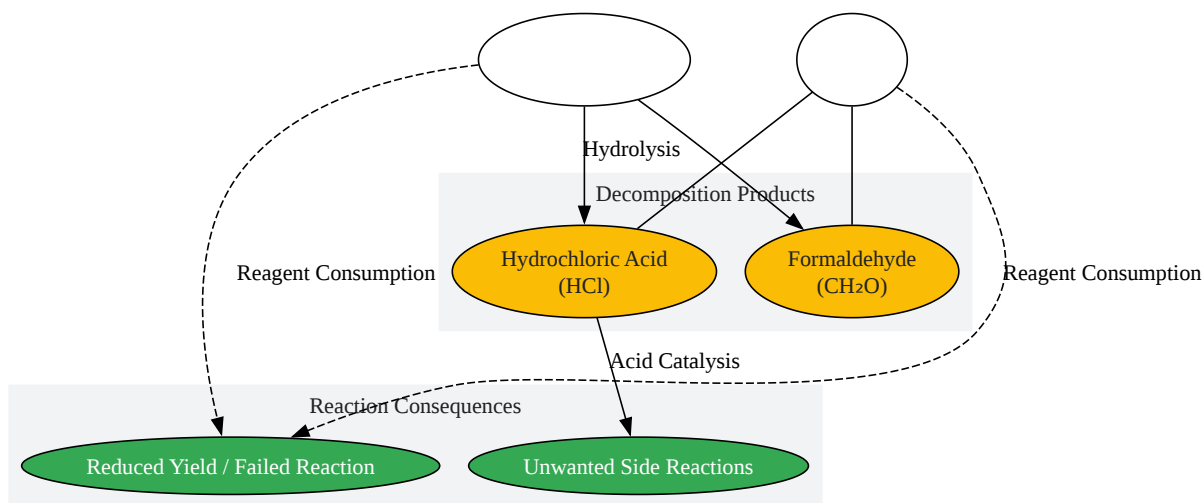 Hydrolysis
Decomposition Products
Hydrochloric Acid
(HCl)
Formaldehyde
(CH₂O)
Reagent Consumption
Reagent Consumption
Acid Catalysis
Reaction Consequences
Reduced Yield / Failed Reaction
Unwanted Side Reactions